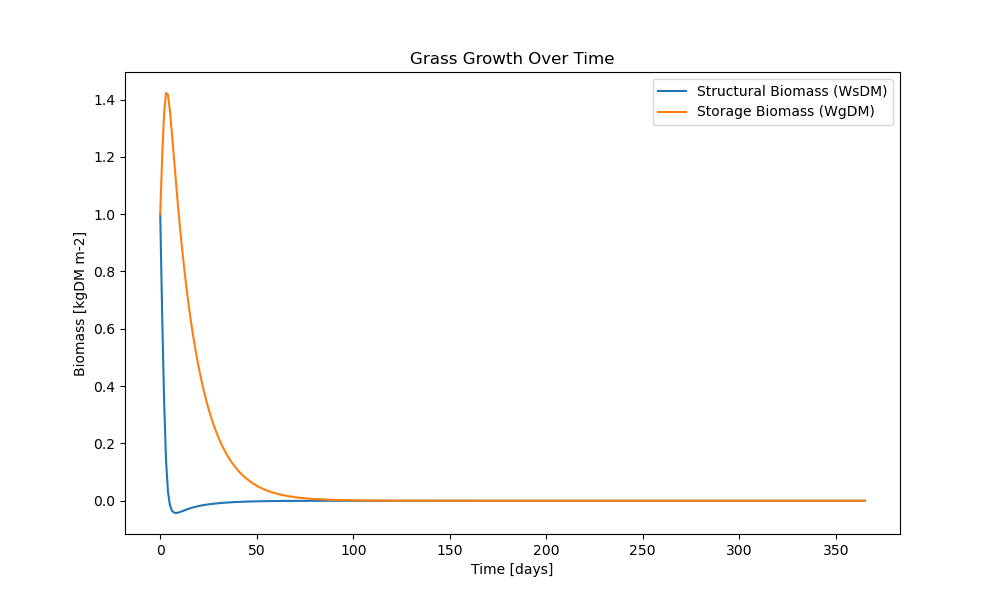 Grass Growth Over Time
Structural Biomass (WsDM)
Storage Biomass (WgDM)
Biomass [kgDM m-2]
1.4
1.2
1.0
0.8
0.6
0.4
0.2
0.0
0 50 100 150 200 250 300 350
Time [days]